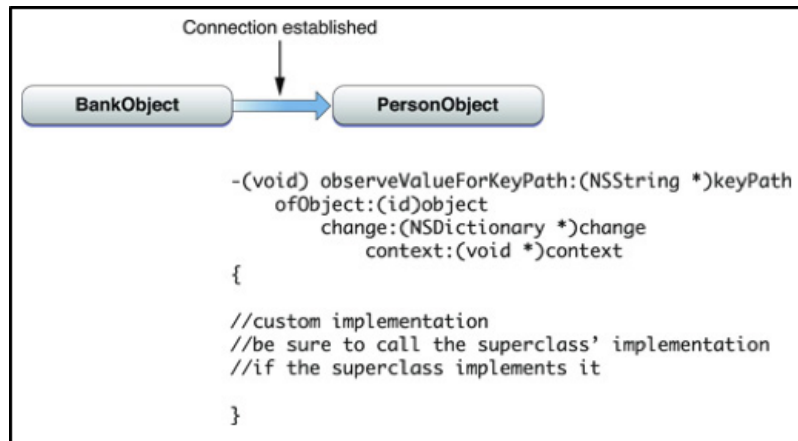 Connection established
BankObject
PersonObject
-(void) observeValueForKeyPath:(NSString *)keyPath
ofObject:(id)object
change:(NSDictionary *)change
context:(void *)context
{
//custom implementation
//be sure to call the superclass’ implementation
//if the superclass implements it
}